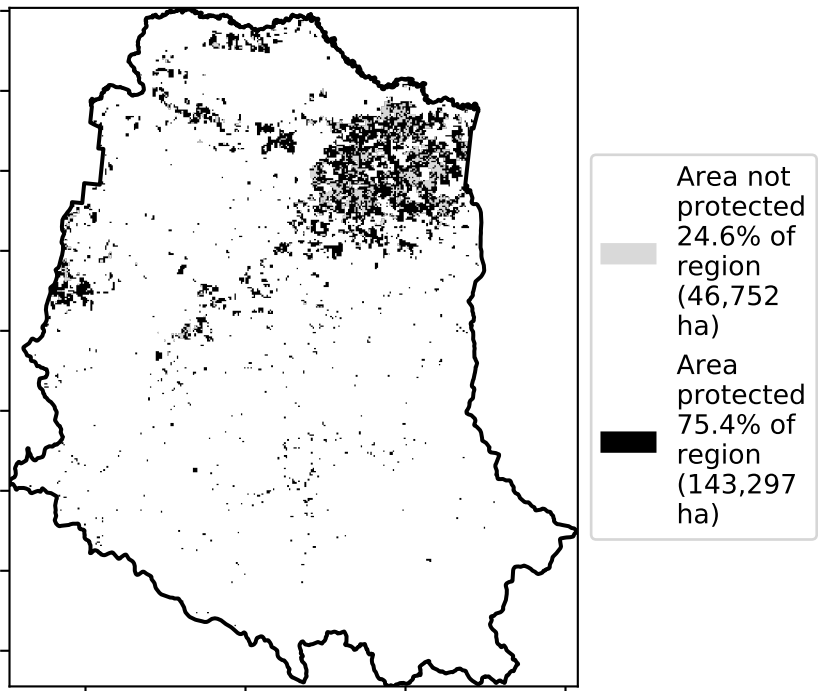 Area not
protected
24.6% of
region
(46,752
ha)
Area
protected
75.4% of
region
(143,297
ha)